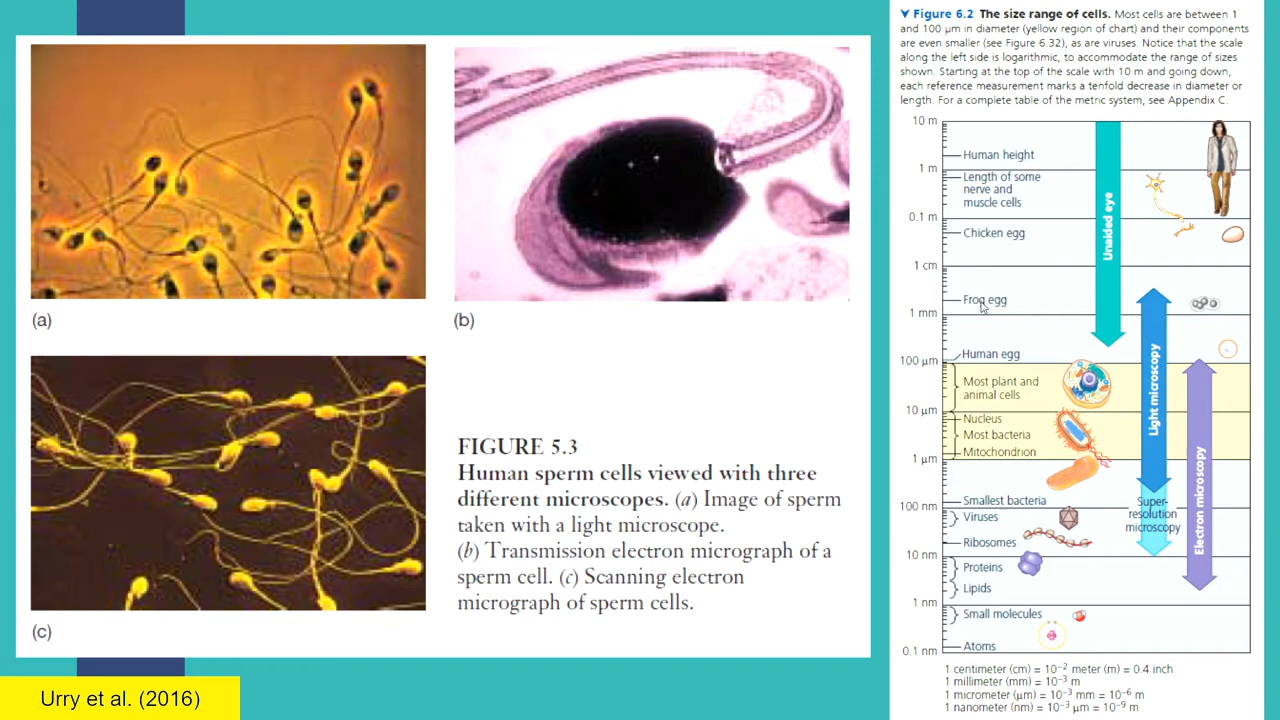 (a)
(b)
(c)
FIGURE 5.3
Human sperm cells viewed with three
different microscopes. (a) Image of sperm
taken with a light microscope.
(b) Transmission electron micrograph of a
sperm cell. (c) Scanning electron
micrograph of sperm cells.
Urry et al. (2016)
Figure 6.2 The size range of cells. Most cells are between 1
and 100 μm in diameter (yellow region of chart) and their components
are even smaller (see Figure 6.32), as are viruses. Notice that the scale
along the left side is logarithmic, to accommodate the range of sizes
shown. Starting at the top of the scale with 10 m and going down,
each reference measurement marks a tenfold decrease in diameter or
length. For a complete table of the metric system, see Appendix C.
10 m
Human height
1 m
Length of some
nerve and
muscle cells
0.1 m
Chicken egg
1 cm
Frog egg
1 mm
Human egg
100 μm
Most plant and
animal cells
10 μm
Nucleus
Most bacteria
Mitochondrion
1 μm
Smallest bacteria
100 nm
Viruses
Ribosomes
10 nm
Proteins
Lipids
1 nm
Small molecules
Atoms
0.1 nm
Unaided eye
Light microscopy
Super-
resolution
microscopy
Electron microscopy
1 centimeter (cm) = 10⁻² meter (m) = 0.4 inch
1 millimeter (mm) = 10⁻³ m
1 micrometer (μm) = 10⁻³ mm = 10⁻⁶ m
1 nanometer (nm) = 10⁻³ μm = 10⁻⁹ m